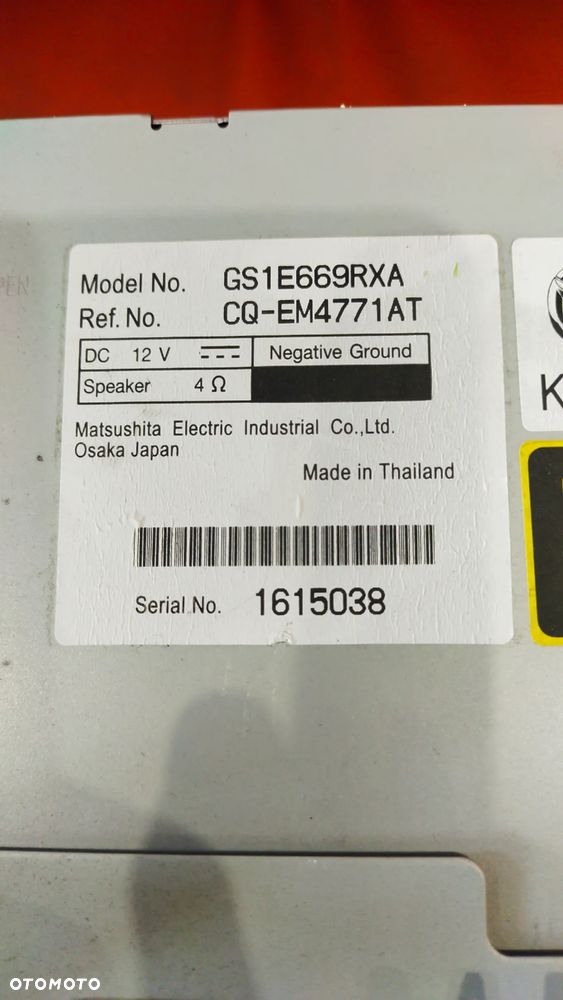 PEN
Model No. GS1E669RXA
Ref. No. CQ-EM4771AT
DC 12 V Negative Ground
Speaker 4 Ω
Matsushita Electric Industrial Co.,Ltd.
Osaka Japan
Made in Thailand
Serial No. 1615038
K
OTOMOTO